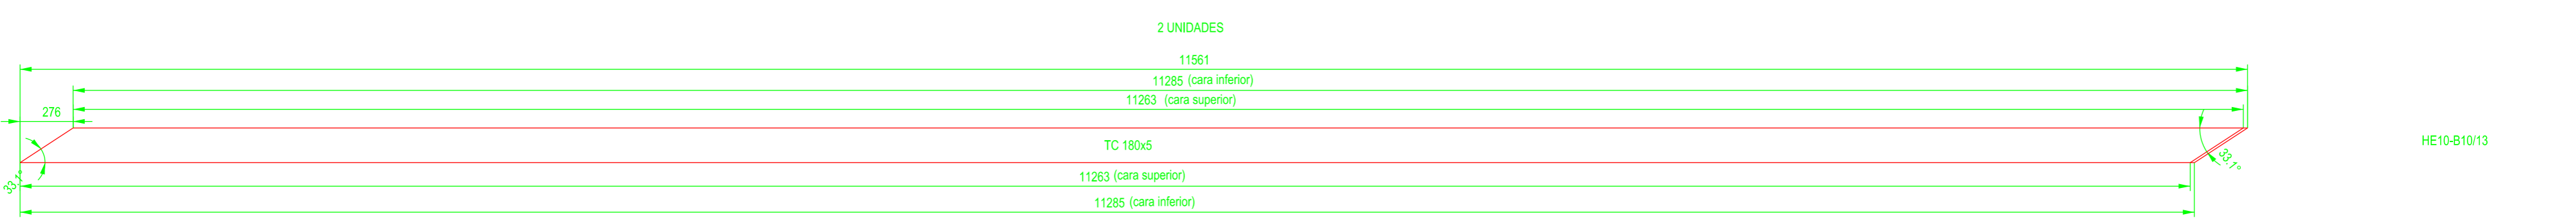 2 UNIDADES
11561
11285 (cara inferior)
11263 (cara superior)
276
TC 180x5
HE10-B10/13
33.1°
33.1°
11263 (cara superior)
11285 (cara inferior)